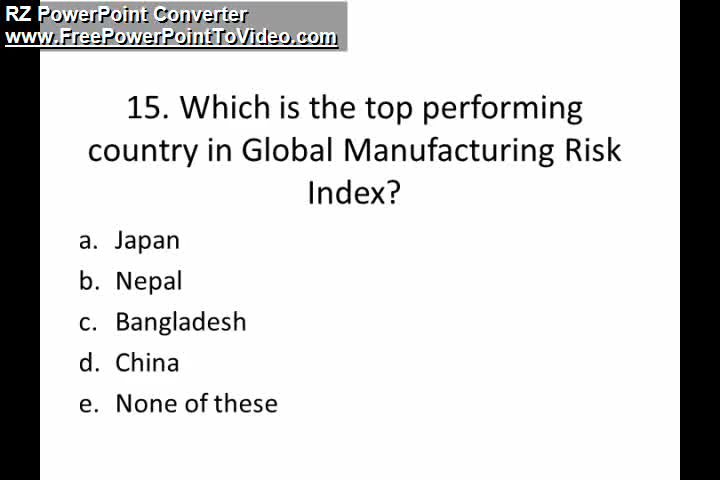 RZ PowerPoint Converter
www.FreePowerPointToVideo.com
15. Which is the top performing
country in Global Manufacturing Risk
Index?
a. Japan
b. Nepal
c. Bangladesh
d. China
e. None of these